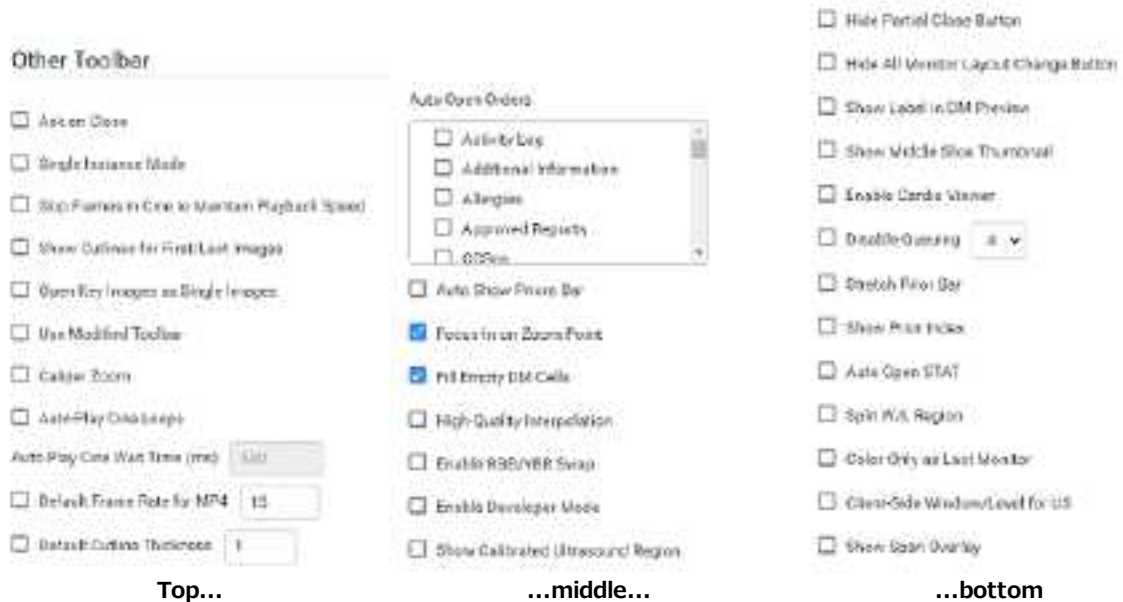 Other Toolbar
Ask on Close
Single Instance Mode
Skip Frames in Cine to Maintain Playback Speed
Show Cutlines for First/Last Images
Open Key Images as Single Images
Use Modified Toolbar
Caliper Zoom
Auto-Play Cine Loops
Auto-Play Cine Wait Time (ms)
Default Frame Rate for MP4 15
Default Cutline Thickness 1
Top...
Auto Open Orders
Activity Log
Additional Information
Allergies
Approved Reports
Auto Show Priors Bar
Focus In on Zoom Point
Fill Empty DM Cells
High-Quality Interpolation
Enable RGB/YBR Swap
Enable Developer Mode
Show Calibrated Ultrasound Region
...middle...
Hide Partial Close Button
Hide All Monitor Layout Change Button
Show Label in DM Preview
Show Middle Slice Thumbnail
Enable Cardio Viewer
Disable Queuing
Stretch Prior Bar
Show Prior Index
Auto Open STAT
Spin W/L Region
Color Only as Last Monitor
Client-Side Window/Level for US
Show Span Overlay
...bottom